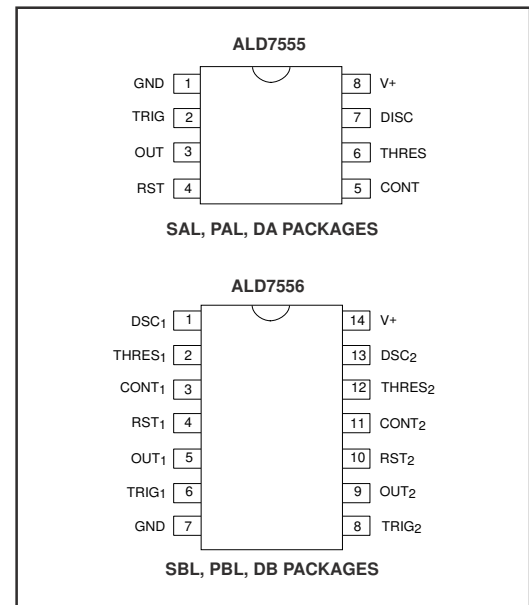 ALD7555
GND 1 8 V+
TRIG 2 7 DISC
OUT 3 6 THRES
RST 4 5 CONT
SAL, PAL, DA PACKAGES
ALD7556
DSC1 1 14 V+
THRES1 2 13 DSC2
CONT1 3 12 THRES2
RST1 4 11 CONT2
OUT1 5 10 RST2
TRIG1 6 9 OUT2
GND 7 8 TRIG2
SBL, PBL, DB PACKAGES